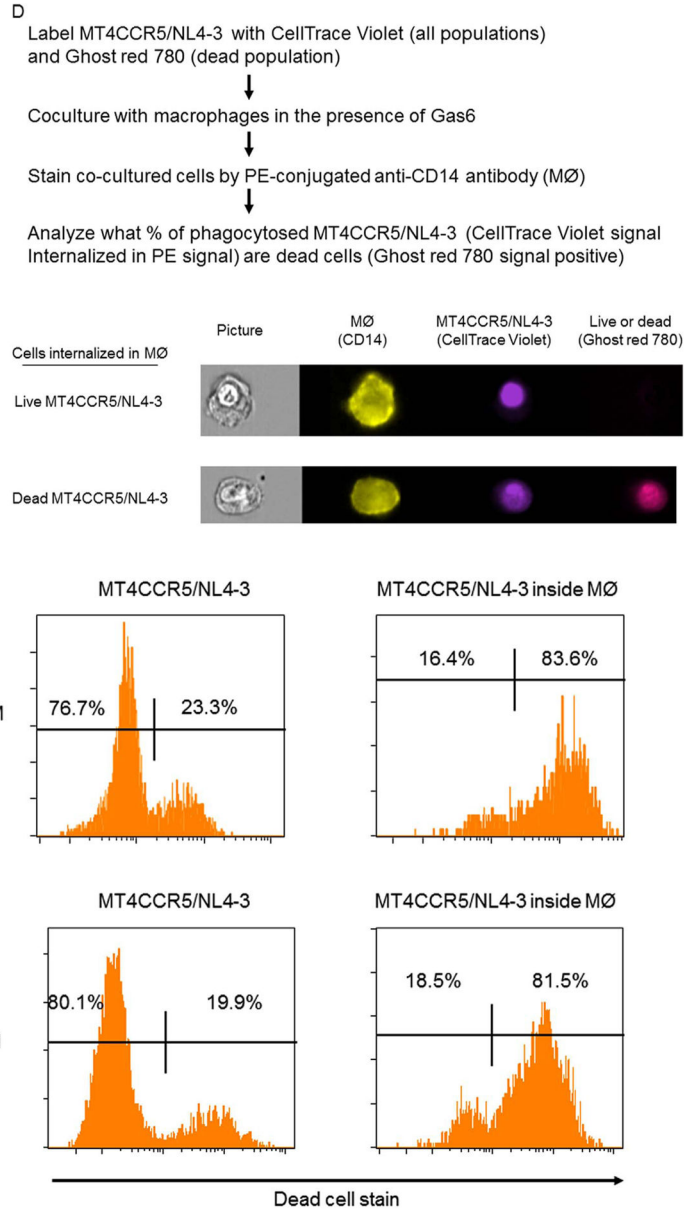 D
Label MT4CCR5/NL4-3 with CellTrace Violet (all populations)
and Ghost red 780 (dead population)
Coculture with macrophages in the presence of Gas6
Stain co-cultured cells by PE-conjugated anti-CD14 antibody (MØ)
Analyze what % of phagocytosed MT4CCR5/NL4-3 (CellTrace Violet signal
Internalized in PE signal) are dead cells (Ghost red 780 signal positive)
Picture
MØ
(CD14)
MT4CCR5/NL4-3
(CellTrace Violet)
Live or dead
(Ghost red 780)
Cells internalized in MØ
Live MT4CCR5/NL4-3
Dead MT4CCR5/NL4-3
MT4CCR5/NL4-3
MT4CCR5/NL4-3 inside MØ
76.7%
23.3%
16.4%
83.6%
MT4CCR5/NL4-3
MT4CCR5/NL4-3 inside MØ
80.1%
19.9%
18.5%
81.5%
Dead cell stain